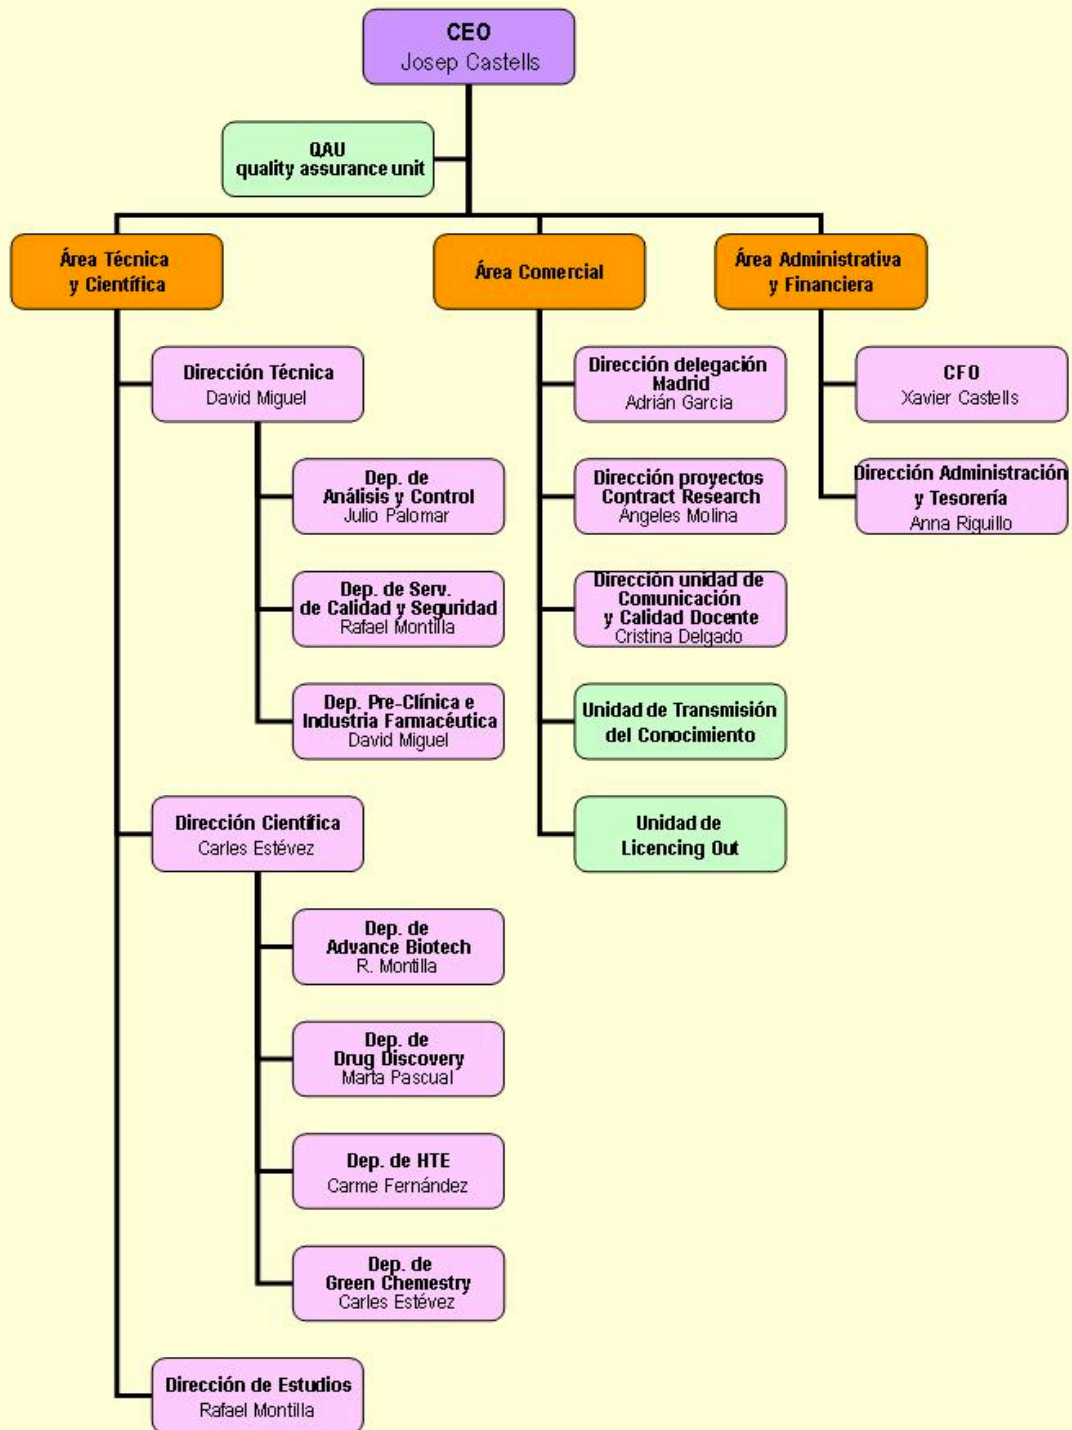 CEO
Josep Castells
QAU
quality assurance unit
Área Técnica
y Científica
Área Comercial
Área Administrativa
y Financiera
Dirección Técnica
David Miguel
Dep. de
Análisis y Control
Julio Palomar
Dep. de Serv.
de Calidad y Seguridad
Rafael Montilla
Dep. Pre-Clínica e
Industria Farmacéutica
David Miguel
Dirección Científica
Carles Estévez
Dep. de
Advance Biotech
R. Montilla
Dep. de
Drug Discovery
Marta Pascual
Dep. de HTE
Carme Fernández
Dep. de
Green Chemestry
Carles Estévez
Dirección de Estudios
Rafael Montilla
Dirección delegación
Madrid
Adrián Garcia
Dirección proyectos
Contract Research
Àngeles Molina
Dirección unidad de
Comunicación
y Calidad Docente
Cristina Delgado
Unidad de Transmisión
del Conocimiento
Unidad de
Licencing Out
CFO
Xavier Castells
Dirección Administración
y Tesorería
Anna Riguillo